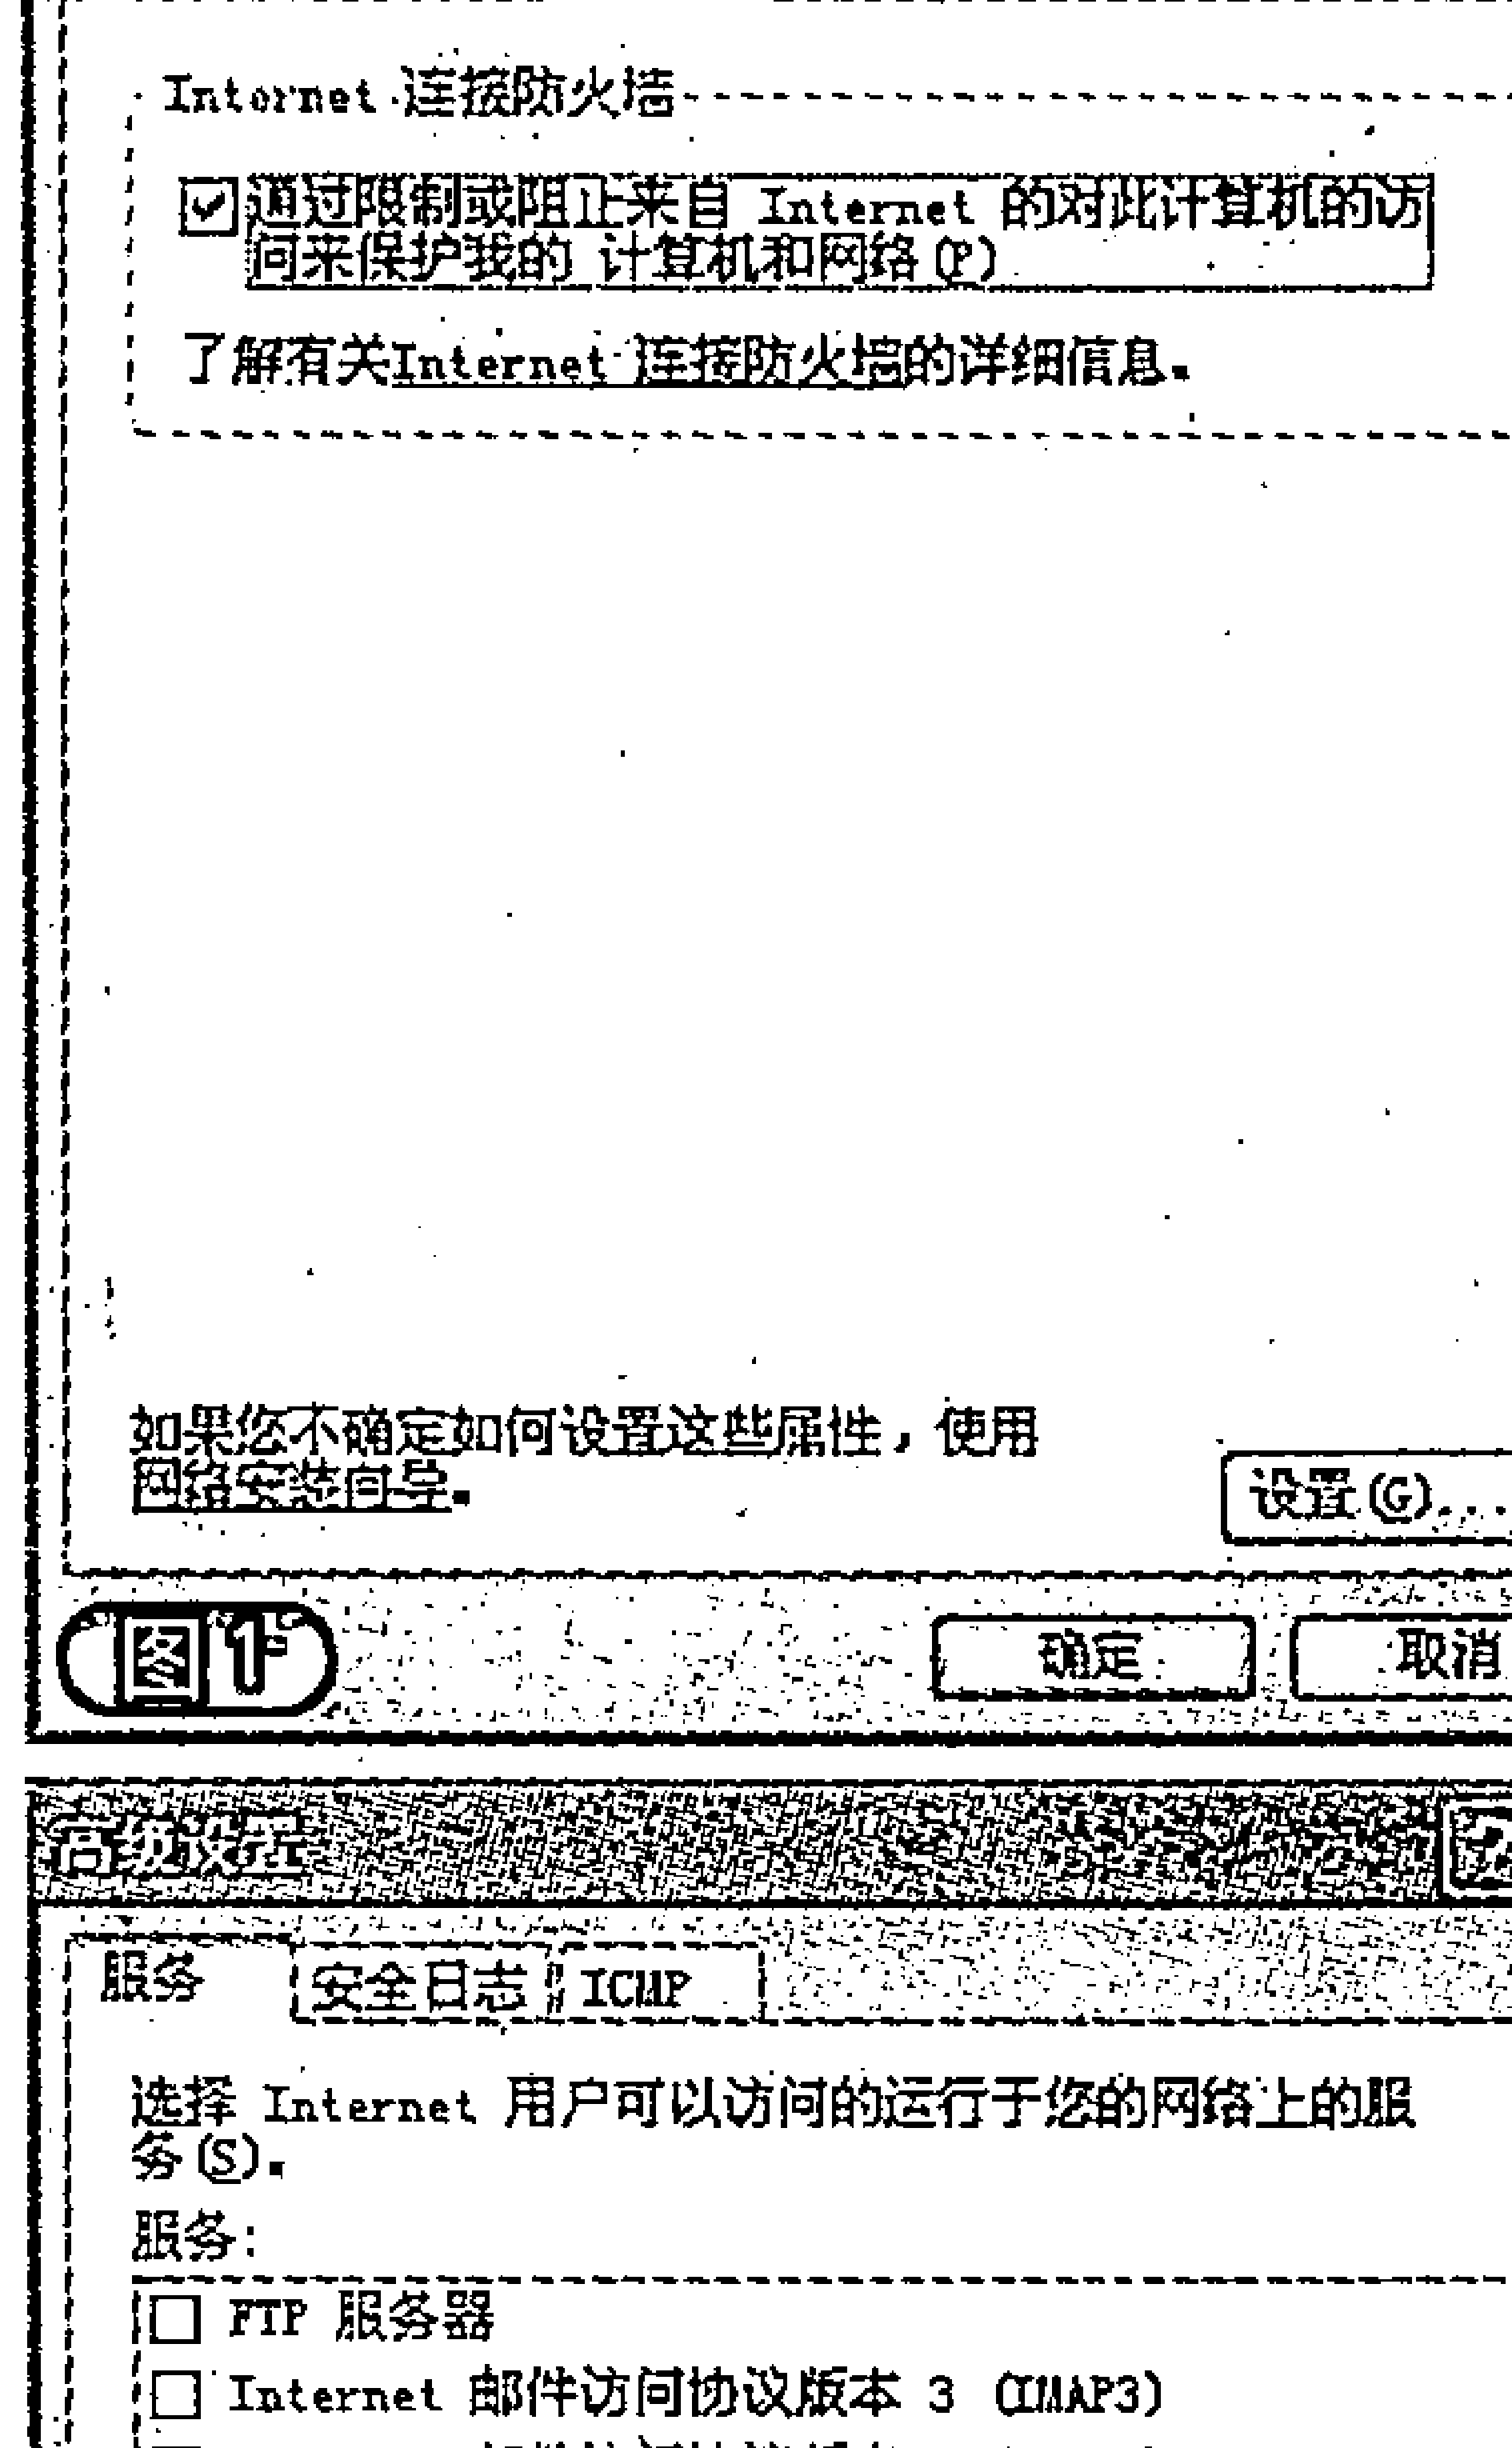 Internet 连接防火墙
通过限制或阻止来自 Internet 的对此计算机的访
问来保护我的 计算机和网络(P)
了解有关Internet 连接防火墙的详细信息。
如果您不确定如何设置这些属性，使用
网络安装向导。
设置(G)...
图1
确定
取消
高级设置
服务
安全日志
ICMP
选择 Internet 用户可以访问的运行于您的网络上的服
务(S)。
服务:
FTP 服务器
Internet 邮件访问协议版本 3 (IMAP3)